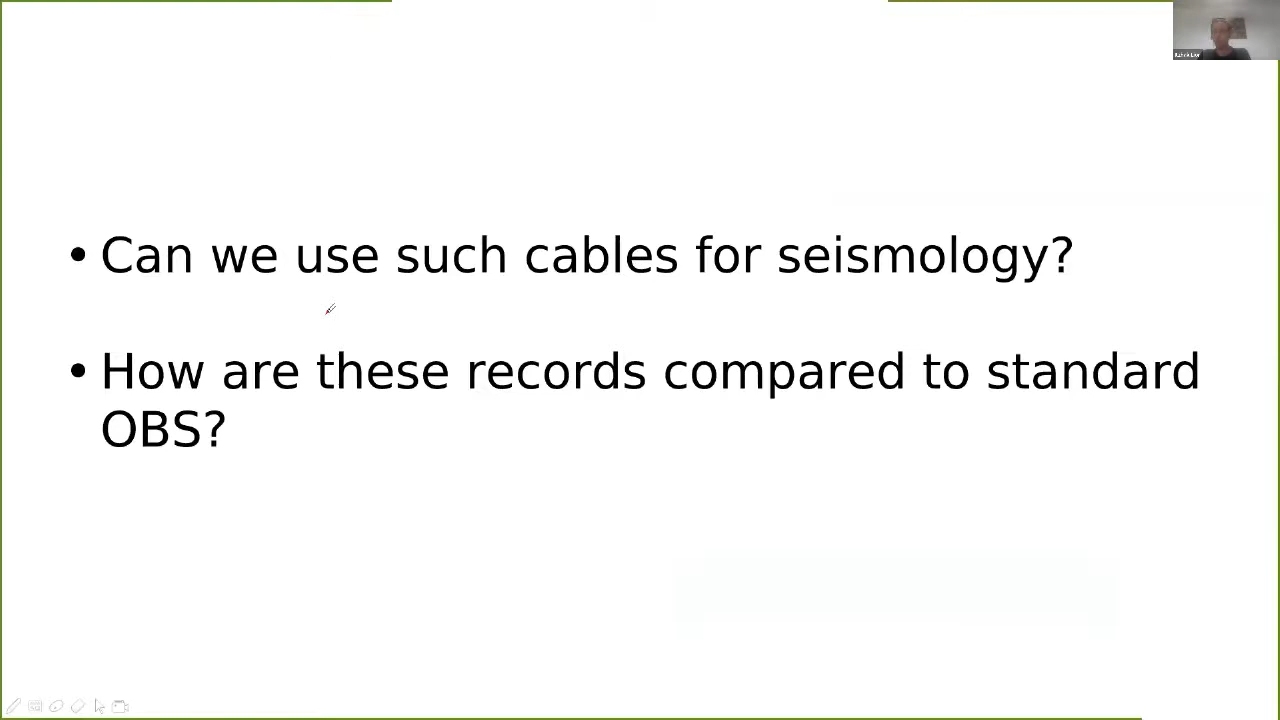 • Can we use such cables for seismology?
• How are these records compared to standard
OBS?